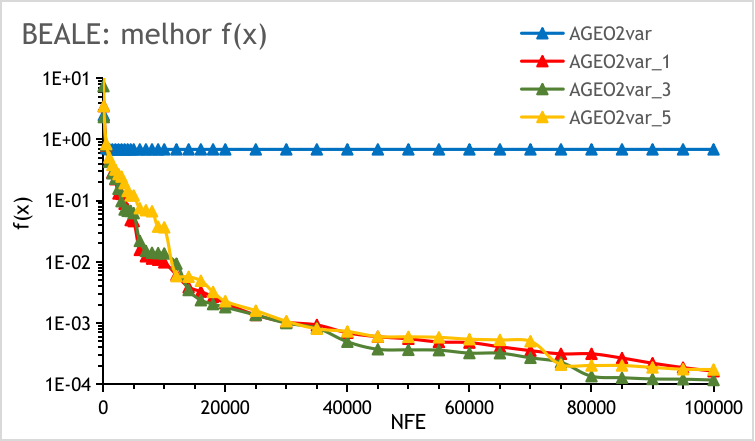 BEALE: melhor f(x)
AGEO2var
AGEO2var_1
AGEO2var_3
AGEO2var_5
1E+01
1E+00
1E-01
1E-02
1E-03
1E-04
f(x)
0 20000 40000 60000 80000 100000
NFE